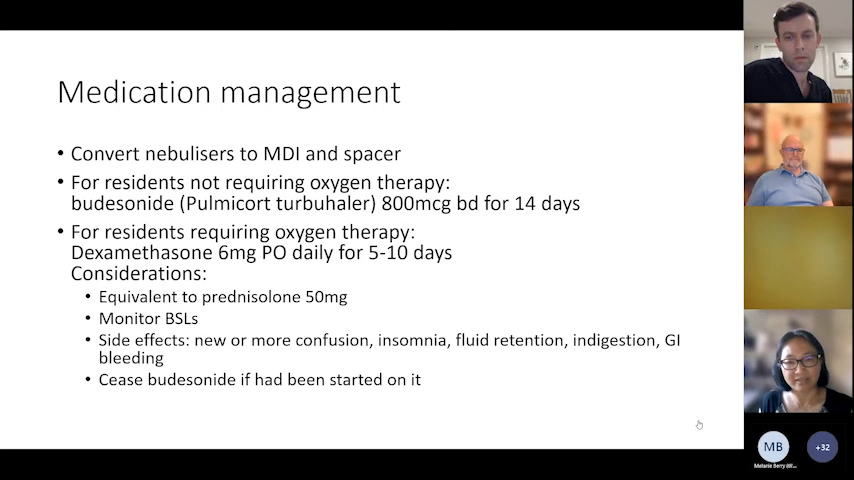 Medication management
• Convert nebulisers to MDI and spacer
• For residents not requiring oxygen therapy:
budesonide (Pulmicort turbuhaler) 800mcg bd for 14 days
• For residents requiring oxygen therapy:
Dexamethasone 6mg PO daily for 5-10 days
Considerations:
• Equivalent to prednisolone 50mg
• Monitor BSLs
• Side effects: new or more confusion, insomnia, fluid retention, indigestion, GI
bleeding
• Cease budesonide if had been started on it
MB
+32
Melanie Berry